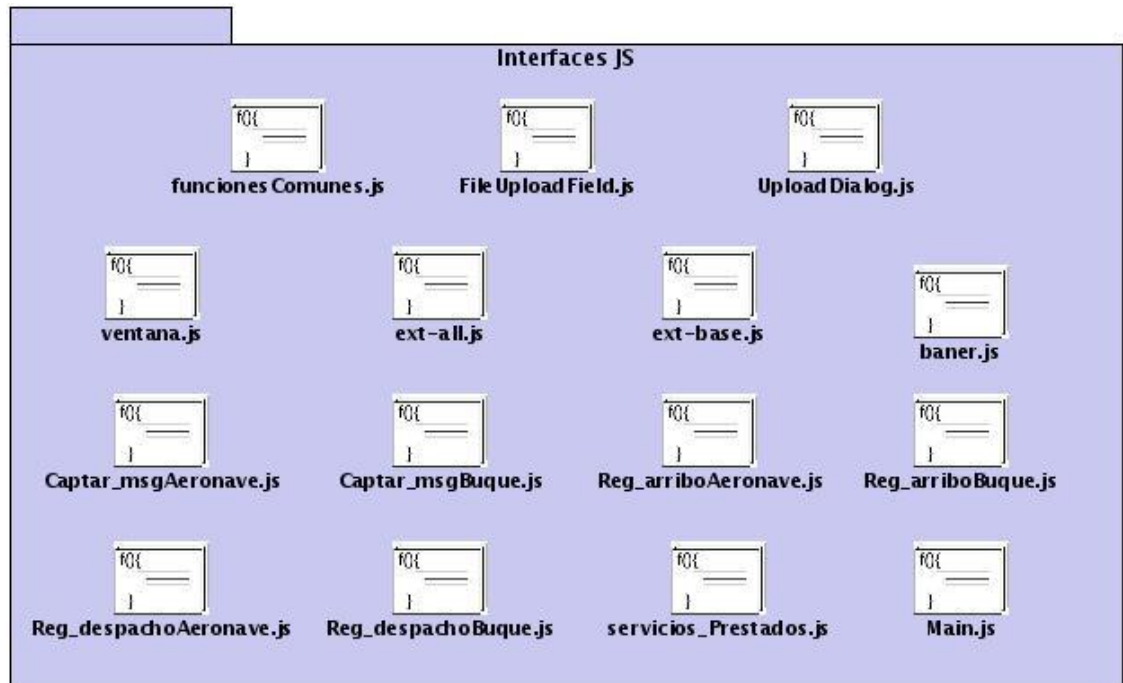 Interfaces JS
f(){
}
funcionesComunes.js
f(){
}
FileUploadField.js
f(){
}
UploadDialog.js
f(){
}
ventana.js
f(){
}
ext-all.js
f(){
}
ext-base.js
f(){
}
baner.js
f(){
}
Captar_msgAeronave.js
f(){
}
Captar_msgBuque.js
f(){
}
Reg_arriboAeronave.js
f(){
}
Reg_arriboBuque.js
f(){
}
Reg_despachoAeronave.js
f(){
}
Reg_despachoBuque.js
f(){
}
servicios_Prestados.js
f(){
}
Main.js